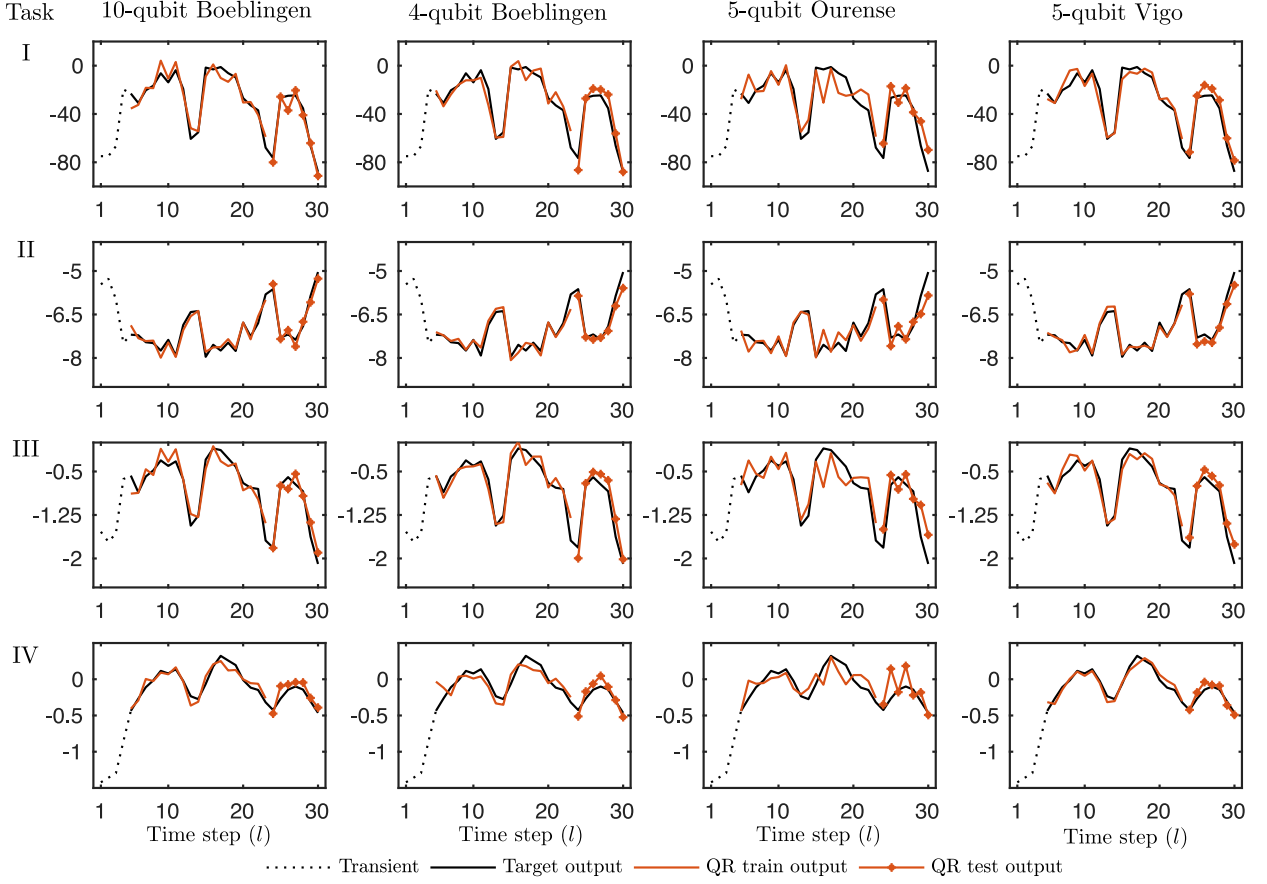 Task 10-qubit Boeblingen 4-qubit Boeblingen 5-qubit Ourense 5-qubit Vigo
I
0 0 0 0
-40 -40 -40 -40
-80 -80 -80 -80
1 10 20 30 1 10 20 30 1 10 20 30 1 10 20 30
II
-5 -5 -5 -5
-6.5 -6.5 -6.5 -6.5
-8 -8 -8 -8
1 10 20 30 1 10 20 30 1 10 20 30 1 10 20 30
III
-0.5 -0.5 -0.5 -0.5
-1.25 -1.25 -1.25 -1.25
-2 -2 -2 -2
1 10 20 30 1 10 20 30 1 10 20 30 1 10 20 30
IV
0 0 0 0
-0.5 -0.5 -0.5 -0.5
-1 -1 -1 -1
1 10 20 30 1 10 20 30 1 10 20 30 1 10 20 30
Time step (l) Time step (l) Time step (l) Time step (l)
Transient Target output QR train output QR test output